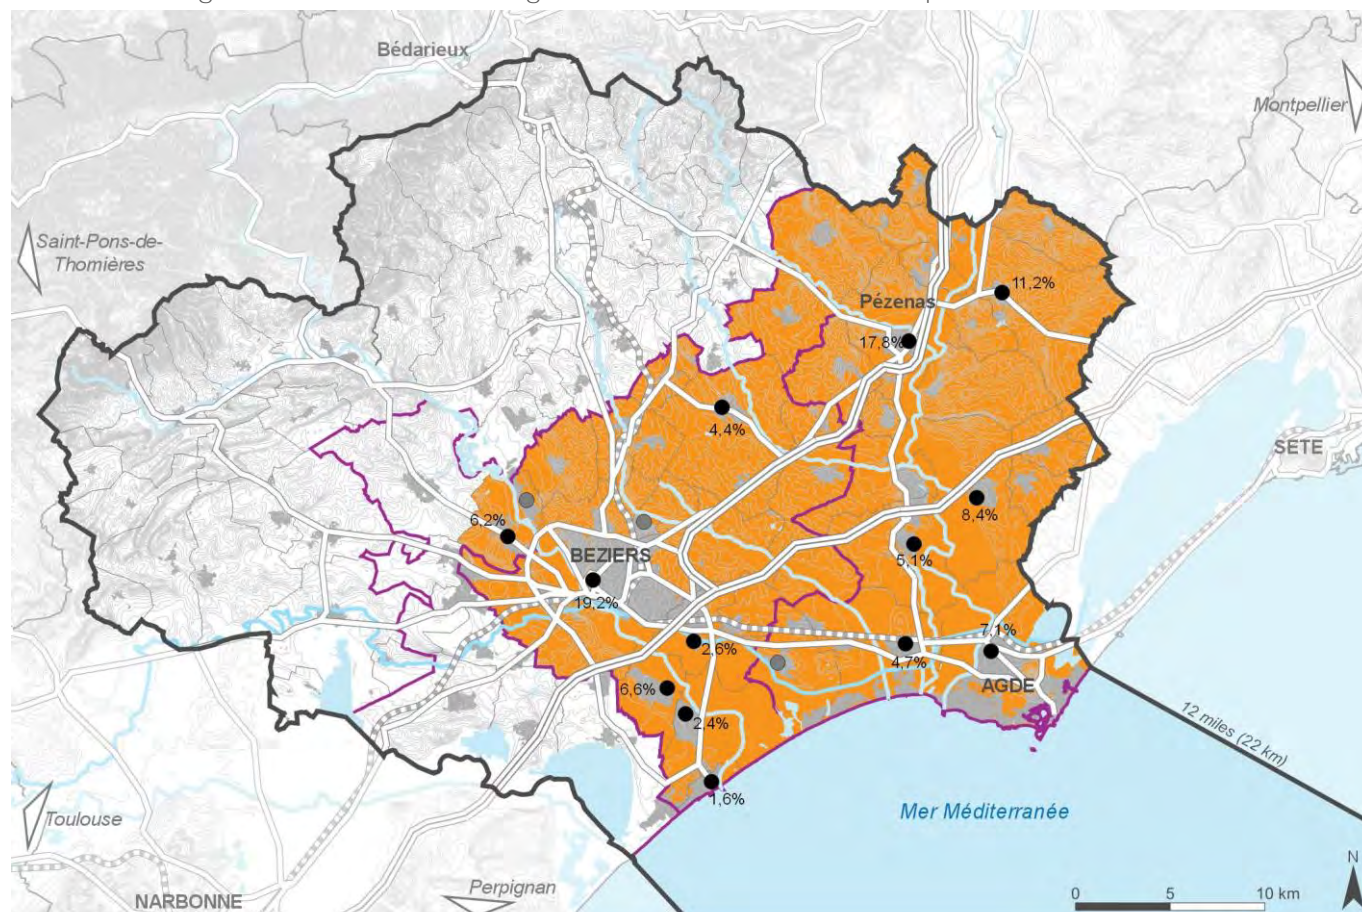 Bédarieux
Montpellier
Saint-Pons-de-
Thomières
11,2%
Pézenas
17,8%
4,4%
SETE
8,4%
6,2%
BEZIERS
5,1%
19,2%
7,1%
2,6%
4,7%
6,6%
AGDE
2,4%
12 miles (22 km)
1,6%
Mer Méditerranée
Toulouse
Perpignan
N
NARBONNE
0 5 10 km